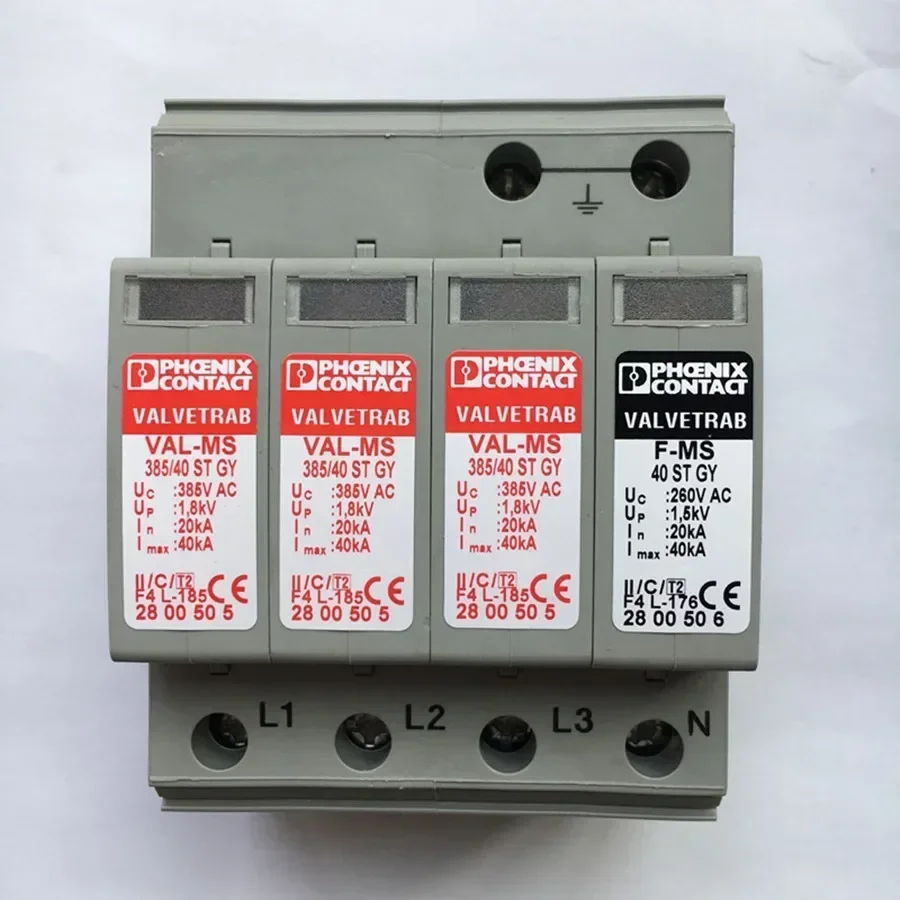 PHŒNIX
CONTACT
VALVETRAB
VAL-MS
385/40 ST GY
UC :385V AC
UP :1,8kV
In :20kA
Imax :40kA
II/C/T2
F4 L-185 CE
28 00 50 5
PHŒNIX
CONTACT
VALVETRAB
VAL-MS
385/40 ST GY
UC :385V AC
UP :1,8kV
In :20kA
Imax :40kA
II/C/T2
F4 L-185 CE
28 00 50 5
PHŒNIX
CONTACT
VALVETRAB
VAL-MS
385/40 ST GY
UC :385V AC
UP :1,8kV
In :20kA
Imax :40kA
II/C/T2
F4 L-185 CE
28 00 50 5
PHŒNIX
CONTACT
VALVETRAB
F-MS
40 ST GY
UC :260V AC
UP :1,5kV
In :20kA
Imax :40kA
II/C/T2
F4 L-176 CE
28 00 50 6
L1 L2 L3 N